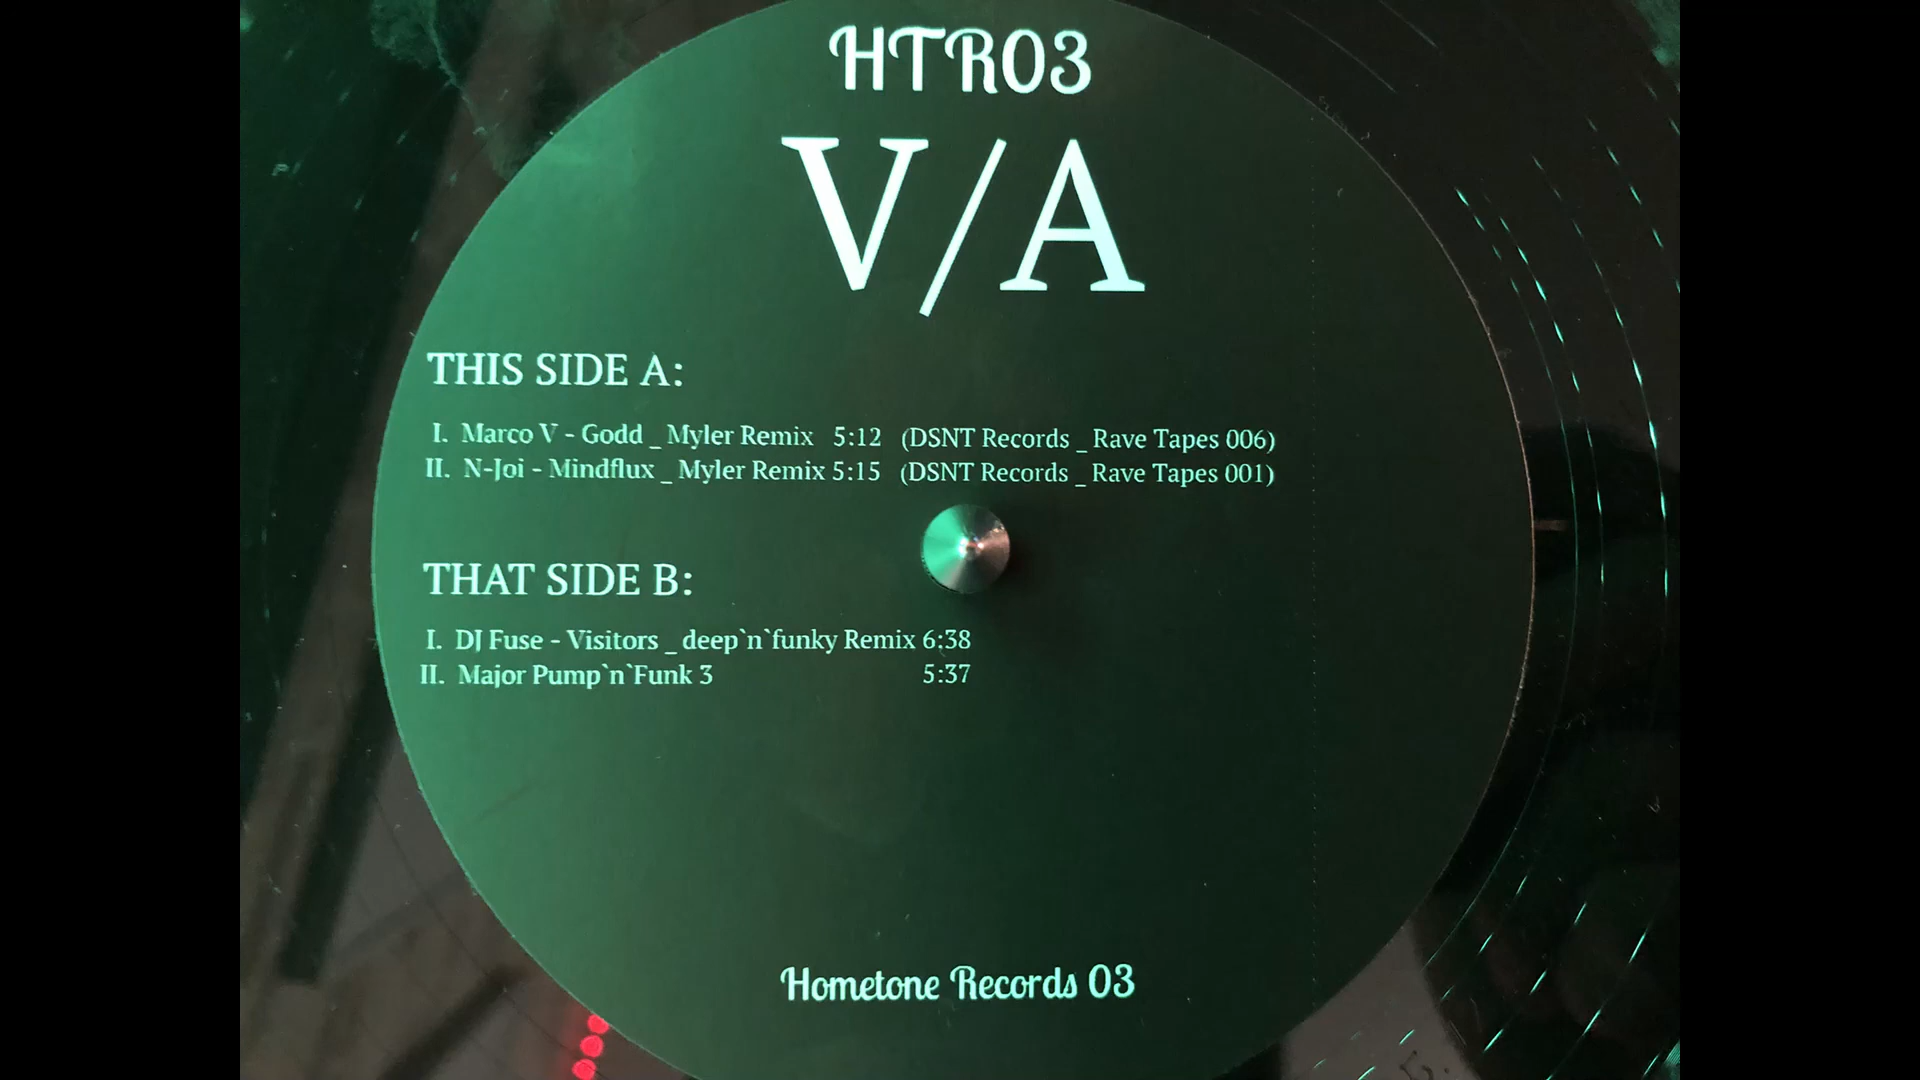 HTR03
V/A
THIS SIDE A:
I. Marco V - Godd _ Myler Remix 5:12 (DSNT Records _ Rave Tapes 006)
II. N-Joi - Mindflux _ Myler Remix 5:15 (DSNT Records _ Rave Tapes 001)
THAT SIDE B:
I. DJ Fuse - Visitors _ deep`n`funky Remix 6:38
II. Major Pump`n`Funk 3 5:37
Hometone Records 03